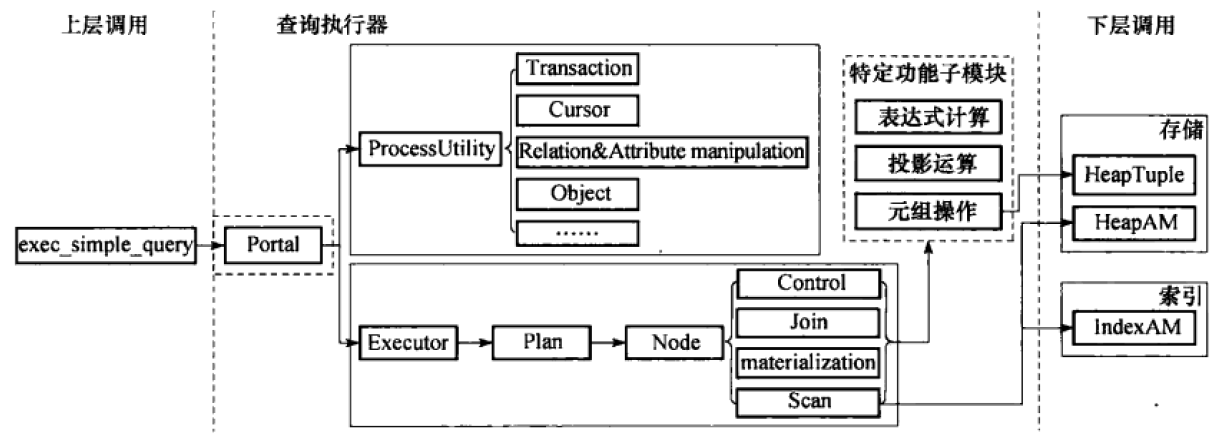 上层调用
查询执行器
下层调用
Transaction
Cursor
ProcessUtility
Relation&Attribute manipulation
Object
......
特定功能子模块
表达式计算
投影运算
元组操作
存储
HeapTuple
HeapAM
exec_simple_query
Portal
Executor
Plan
Node
Control
Join
materialization
Scan
索引
IndexAM